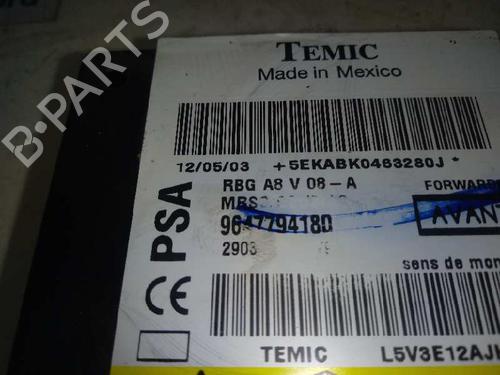 TEMIC
Made in Mexico
12/05/03 +5EKABK0463280J *
RBG A8 V 08-A
FORWARD
9647794180
AVANT
2903
PSA
CE
sens de mon
TEMIC L5V3E12AJ
B-PARTS